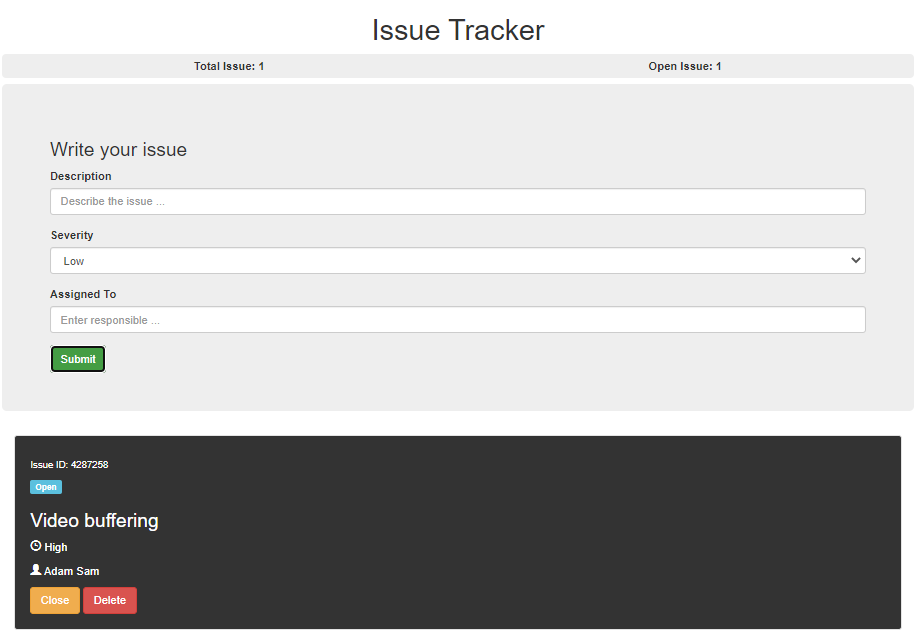 Issue Tracker
Total Issue: 1 Open Issue: 1
Write your issue
Description
Describe the issue ...
Severity
Low
Assigned To
Enter responsible ...
Submit
Issue ID: 4287258
Open
Video buffering
High
Adam Sam
Close Delete